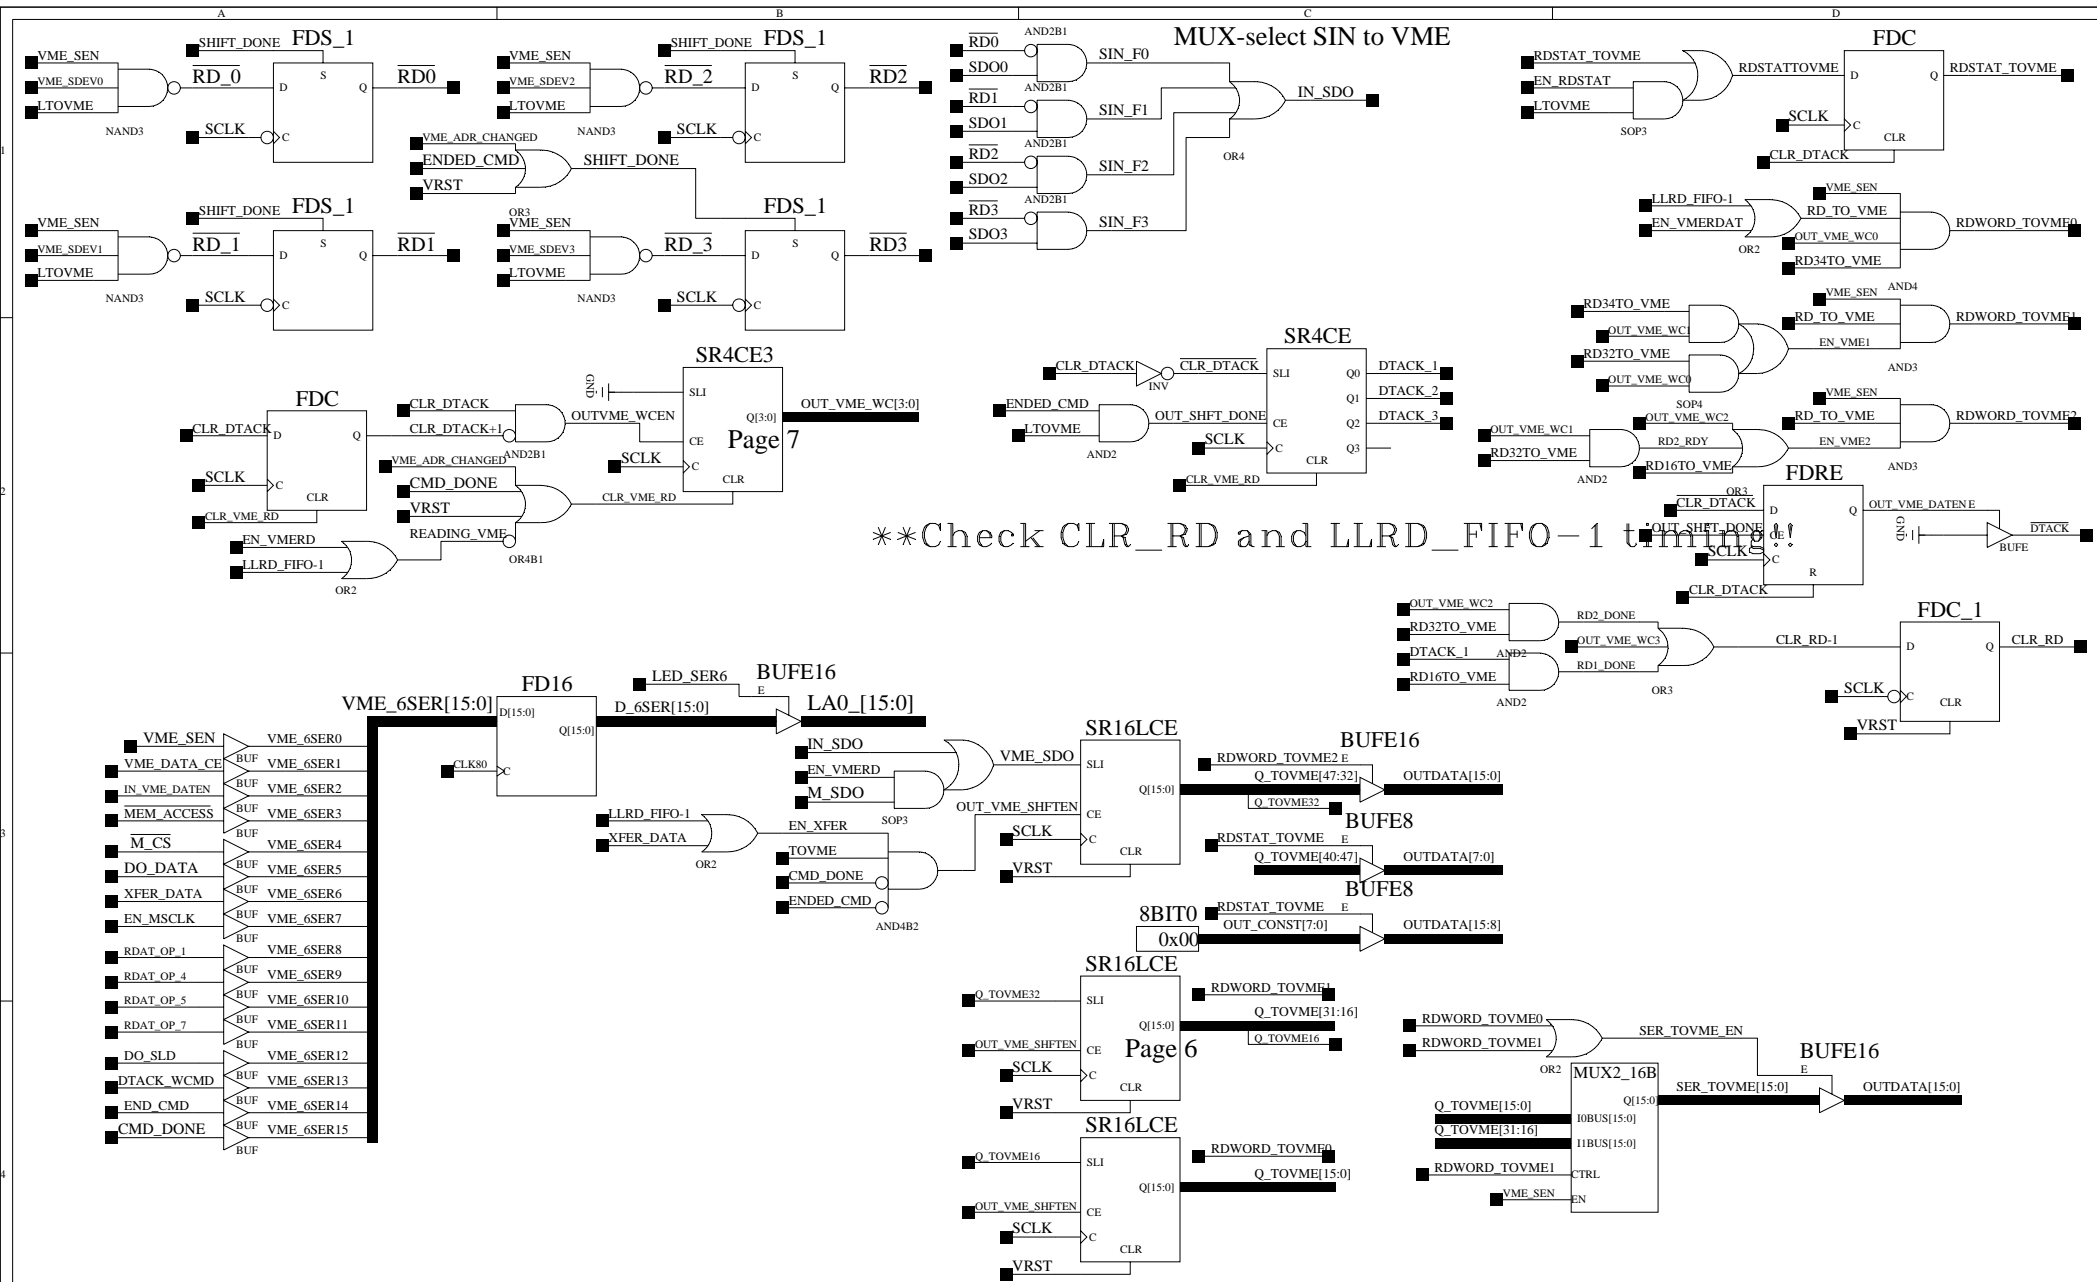 A
B
C
D
1
2
3
4
VME_SEN
VME_SDEV0
LTOVME
NAND3
RD_0
SHIFT_DONE
FDS_1
S
D
Q
C
SCLK
RD0
VME_SEN
VME_SDEV2
LTOVME
NAND3
RD_2
SHIFT_DONE
FDS_1
S
D
Q
C
SCLK
RD2
VME_ADR_CHANGED
ENDED_CMD
VRST
OR3
SHIFT_DONE
VME_SEN
VME_SDEV1
LTOVME
NAND3
RD_1
SHIFT_DONE
FDS_1
S
D
Q
C
SCLK
RD1
VME_SEN
VME_SDEV3
LTOVME
NAND3
RD_3
FDS_1
S
D
Q
C
SCLK
RD3
MUX-select SIN to VME
RD0
SDO0
AND2B1
SIN_F0
RD1
SDO1
AND2B1
SIN_F1
RD2
SDO2
AND2B1
SIN_F2
RD3
SDO3
AND2B1
SIN_F3
OR4
IN_SDO
RDSTAT_TOVME
EN_RDSTAT
LTOVME
SOP3
RDSTATTOVME
FDC
D
Q
C
CLR
SCLK
CLR_DTACK
RDSTAT_TOVME
LLRD_FIFO-1
EN_VMERDAT
OR2
VME_SEN
RD_TO_VME
OUT_VME_WC0
RD34TO_VME
AND4
RDWORD_TOVME0
RD34TO_VME
OUT_VME_WC1
RD32TO_VME
OUT_VME_WC0
SOP4
VME_SEN
RD_TO_VME
EN_VME1
AND3
RDWORD_TOVME1
OUT_VME_WC1
RD32TO_VME
AND2
OUT_VME_WC2
RD2_RDY
RD16TO_VME
OR3
VME_SEN
RD_TO_VME
EN_VME2
AND3
RDWORD_TOVME2
FDC
CLR_DTACK
D
Q
C
CLR
SCLK
CLR_VME_RD
CLR_DTACK
CLR_DTACK+1
AND2B1
OUTVME_WCEN
VME_ADR_CHANGED
CMD_DONE
VRST
READING_VME
OR4B1
CLR_VME_RD
EN_VMERD
LLRD_FIFO-1
OR2
GND
SR4CE3
SLI
Q[3:0]
CE
C
CLR
Page 7
SCLK
OUT_VME_WC[3:0]
CLR_DTACK
INV
CLR_DTACK
ENDED_CMD
LTOVME
AND2
OUT_SHFT_DONE
SR4CE
SLI
CE
C
CLR
Q0
Q1
Q2
Q3
SCLK
CLR_VME_RD
DTACK_1
DTACK_2
DTACK_3
**Check CLR_RD and LLRD_FIFO-1 timing!!
FDRE
CLR_DTACK
OUT_SHFT_DONE
SCLK
CLR_DTACK
D
CE
C
R
Q
OUT_VME_DATEN
E
GND
BUFE
DTACK
OUT_VME_WC2
RD32TO_VME
AND2
RD2_DONE
OUT_VME_WC3
DTACK_1
RD16TO_VME
AND2
RD1_DONE
OR3
CLR_RD-1
FDC_1
D
Q
C
CLR
SCLK
VRST
CLR_RD
VME_6SER[15:0]
FD16
D[15:0]
Q[15:0]
C
CLK80
D_6SER[15:0]
LED_SER6
BUFE16
E
LA0_[15:0]
VME_SEN
BUF
VME_6SER0
VME_DATA_CE
BUF
VME_6SER1
IN_VME_DATEN
BUF
VME_6SER2
MEM_ACCESS
BUF
VME_6SER3
M_CS
BUF
VME_6SER4
DO_DATA
BUF
VME_6SER5
XFER_DATA
BUF
VME_6SER6
EN_MSCLK
BUF
VME_6SER7
RDAT_OP_1
BUF
VME_6SER8
RDAT_OP_4
BUF
VME_6SER9
RDAT_OP_5
BUF
VME_6SER10
RDAT_OP_7
BUF
VME_6SER11
DO_SLD
BUF
VME_6SER12
DTACK_WCMD
BUF
VME_6SER13
END_CMD
BUF
VME_6SER14
CMD_DONE
BUF
VME_6SER15
IN_SDO
EN_VMERD
M_SDO
SOP3
VME_SDO
LLRD_FIFO-1
XFER_DATA
OR2
EN_XFER
TOVME
CMD_DONE
ENDED_CMD
AND4B2
OUT_VME_SHFTEN
SR16LCE
SLI
Q[15:0]
CE
C
CLR
SCLK
VRST
BUFE16
RDWORD_TOVME2
E
Q_TOVME[47:32]
Q_TOVME32
OUTDATA[15:0]
BUFE8
RDSTAT_TOVME
E
Q_TOVME[40:47]
OUTDATA[7:0]
BUFE8
8BIT0
0x00
RDSTAT_TOVME
E
OUT_CONST[7:0]
OUTDATA[15:8]
SR16LCE
Q_TOVME32
OUT_VME_SHFTEN
SCLK
VRST
SLI
Q[15:0]
CE
C
CLR
Page 6
RDWORD_TOVME1
Q_TOVME[31:16]
Q_TOVME16
SR16LCE
Q_TOVME16
OUT_VME_SHFTEN
SCLK
VRST
SLI
Q[15:0]
CE
C
CLR
RDWORD_TOVME0
Q_TOVME[15:0]
RDWORD_TOVME0
RDWORD_TOVME1
OR2
SER_TOVME_EN
MUX2_16B
Q[15:0]
I0BUS[15:0]
I1BUS[15:0]
CTRL
EN
Q_TOVME[15:0]
Q_TOVME[31:16]
RDWORD_TOVME1
VME_SEN
SER_TOVME[15:0]
BUFE16
E
OUTDATA[15:0]